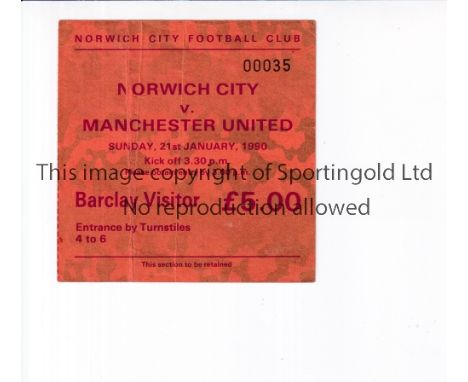 NORWICH CITY FOOTBALL CLUB
00035
NORWICH CITY
v.
MANCHESTER UNITED
SUNDAY, 21st JANUARY, 1990
Kick off 3.30 p.m.
This image copyright of Sportingold Ltd
Barclay Visitor £5.00
No reproduction allowed
Entrance by Turnstiles
4 to 6
This section to be retained